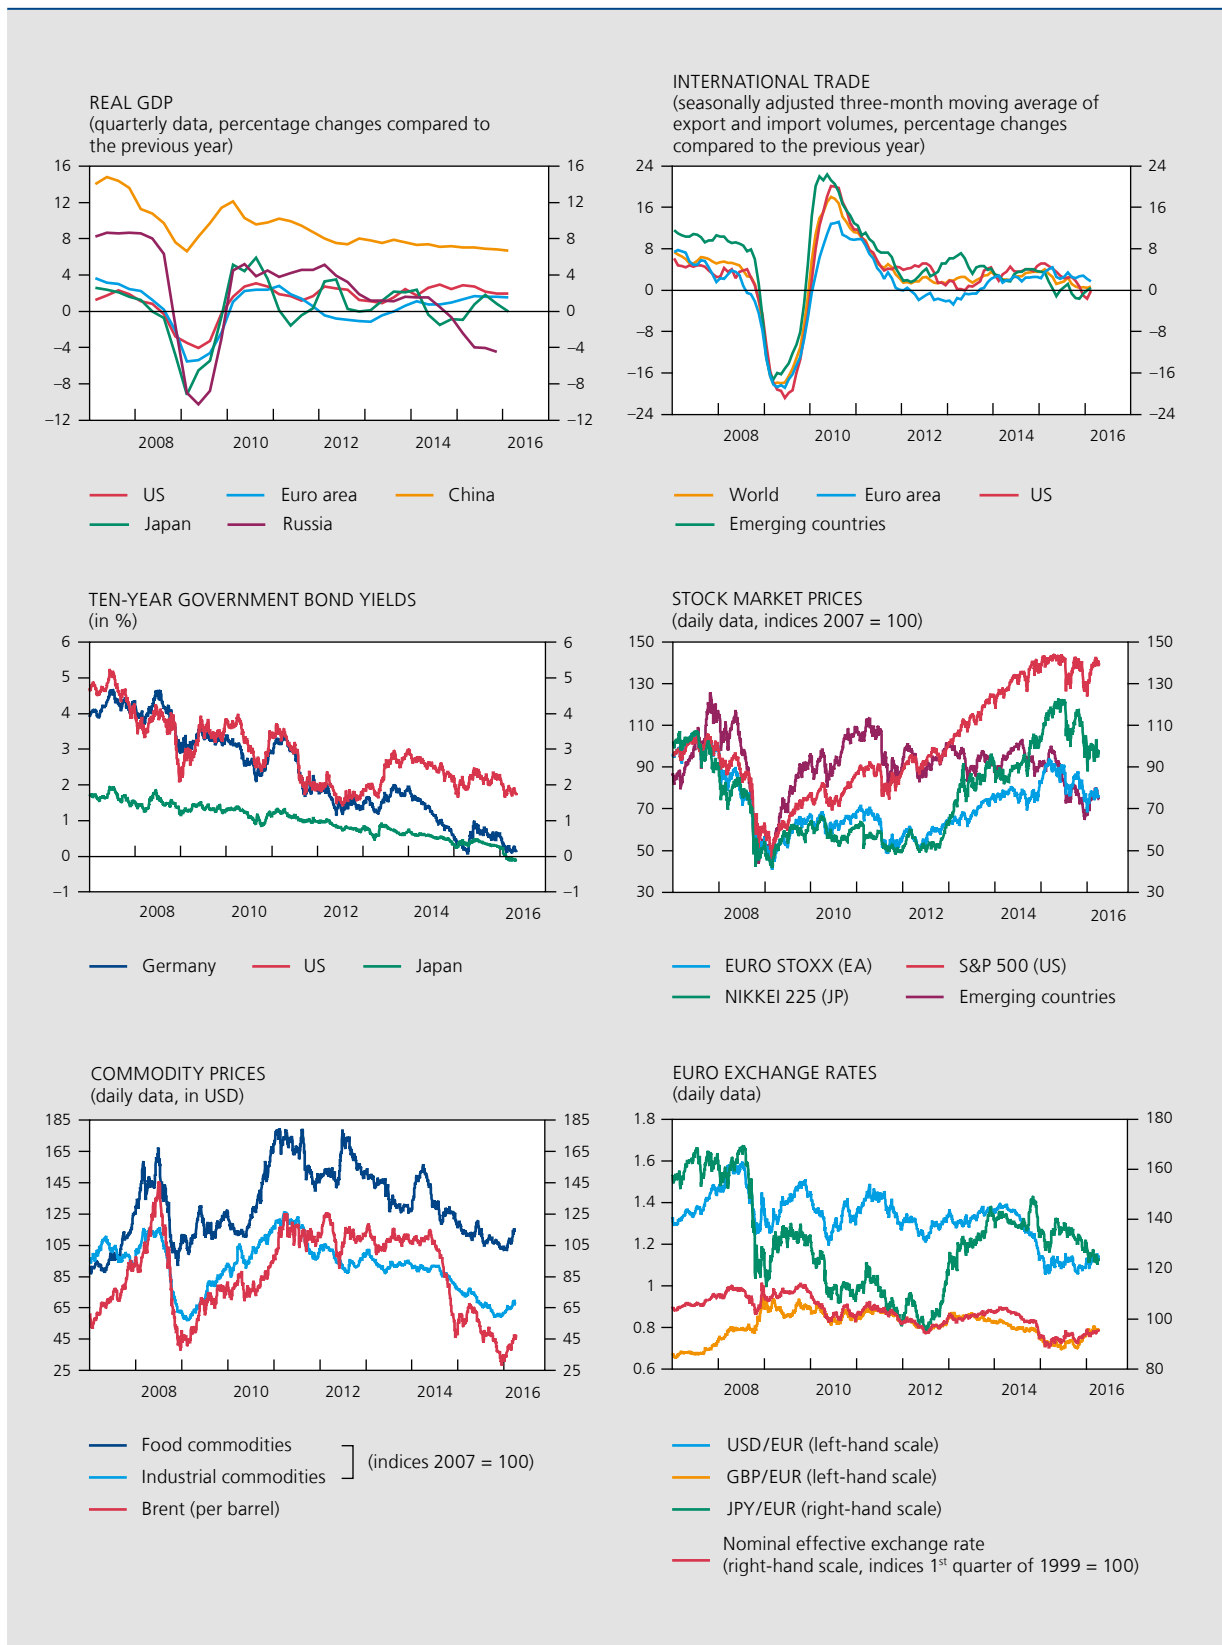 REAL GDP
(quarterly data, percentage changes compared to
the previous year)
16 16
12 12
8 8
4 4
0 0
–4 –4
–8 –8
–12 –12
2008 2010 2012 2014 2016
US Euro area China
Japan Russia
INTERNATIONAL TRADE
(seasonally adjusted three-month moving average of
export and import volumes, percentage changes
compared to the previous year)
24 24
16 16
8 8
0 0
–8 –8
–16 –16
–24 –24
2008 2010 2012 2014 2016
World Euro area US
Emerging countries
TEN-YEAR GOVERNMENT BOND YIELDS
(in %)
6 6
5 5
4 4
3 3
2 2
1 1
0 0
–1 –1
2008 2010 2012 2014 2016
Germany US Japan
STOCK MARKET PRICES
(daily data, indices 2007 = 100)
150 150
130 130
110 110
90 90
70 70
50 50
30 30
2008 2010 2012 2014 2016
EURO STOXX (EA) S&P 500 (US)
NIKKEI 225 (JP) Emerging countries
COMMODITY PRICES
(daily data, in USD)
185 185
165 165
145 145
125 125
105 105
85 85
65 65
45 45
25 25
2008 2010 2012 2014 2016
Food commodities
Industrial commodities
(indices 2007 = 100)
Brent (per barrel)
EURO EXCHANGE RATES
(daily data)
1.8 180
1.6 160
1.4 140
1.2 120
1 100
0.8
0.6 80
2008 2010 2012 2014 2016
USD/EUR (left-hand scale)
GBP/EUR (left-hand scale)
JPY/EUR (right-hand scale)
Nominal effective exchange rate
(right-hand scale, indices 1st quarter of 1999 = 100)